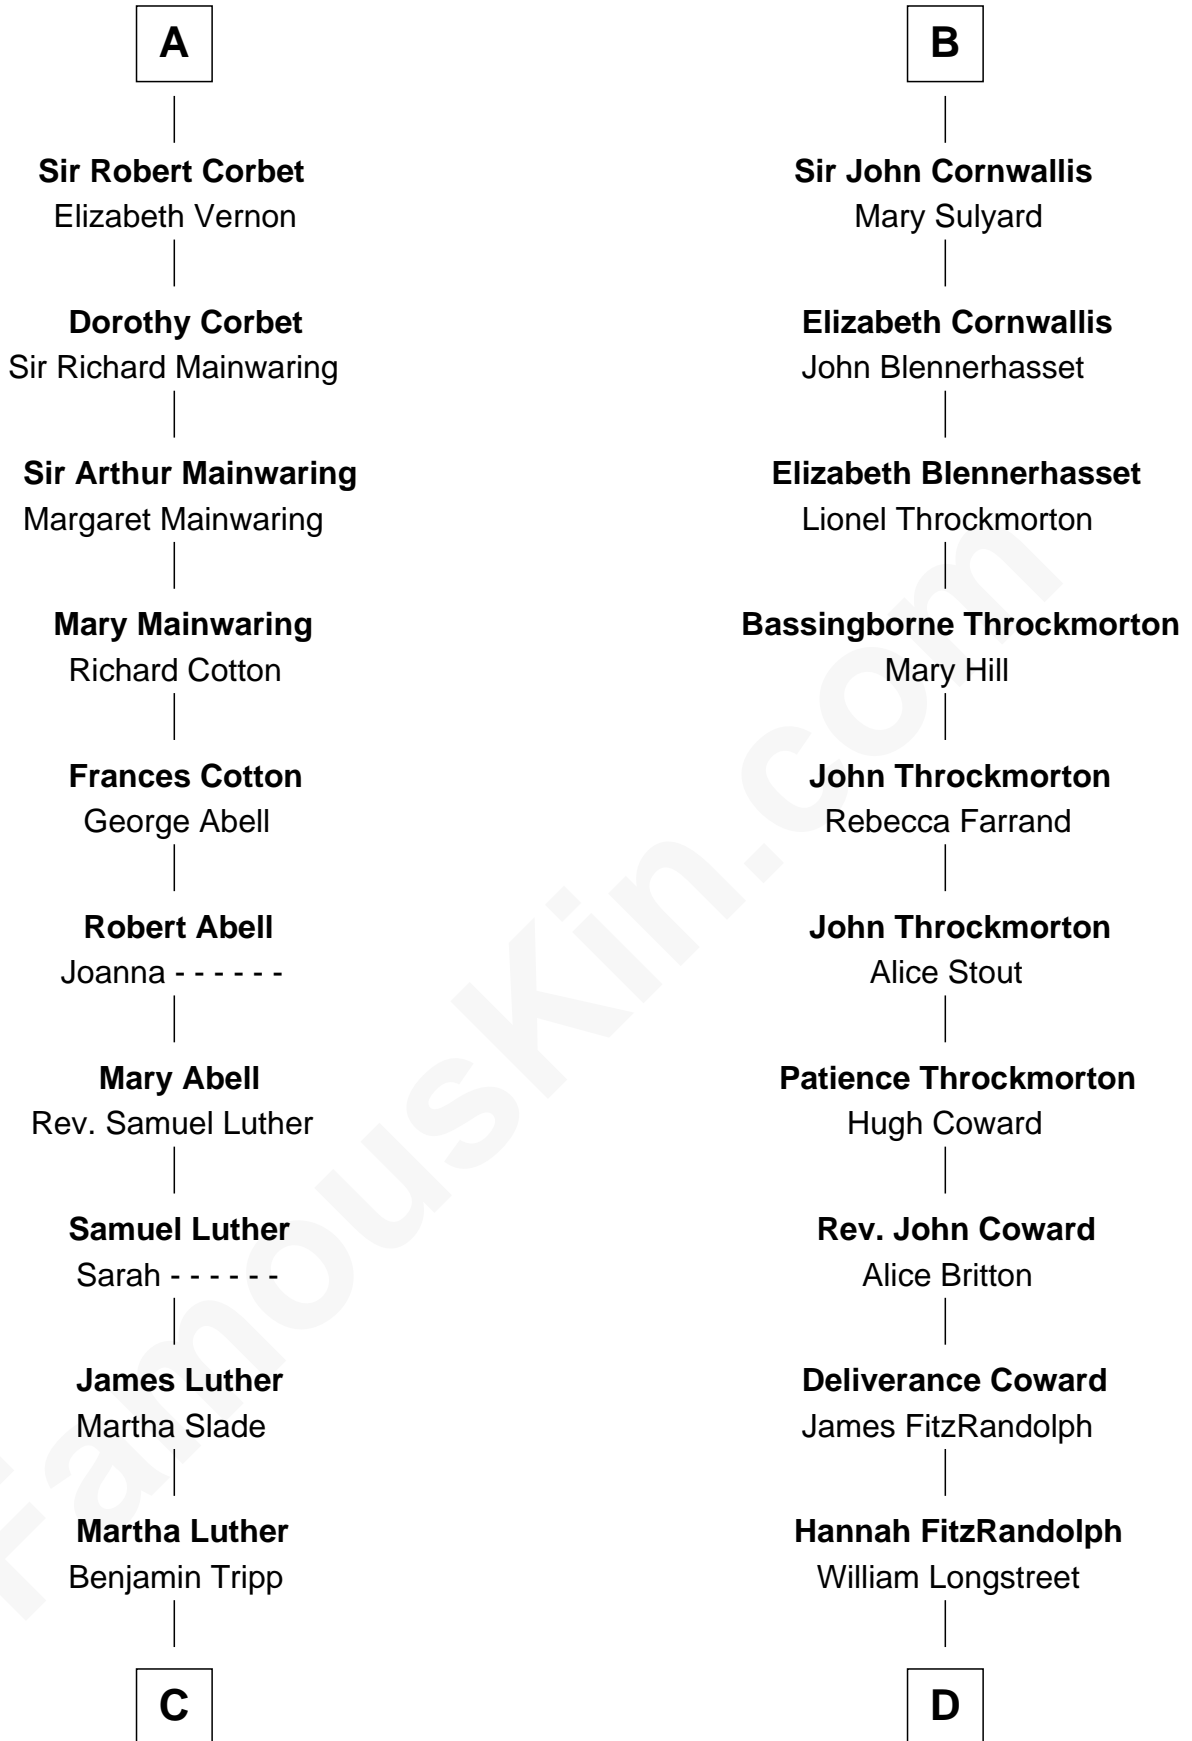 A
Sir Robert Corbet
Elizabeth Vernon
Dorothy Corbet
Sir Richard Mainwaring
Sir Arthur Mainwaring
Margaret Mainwaring
Mary Mainwaring
Richard Cotton
Frances Cotton
George Abell
Robert Abell
Joanna - - - - - -
Mary Abell
Rev. Samuel Luther
Samuel Luther
Sarah - - - - - -
James Luther
Martha Slade
Martha Luther
Benjamin Tripp
C
B
Sir John Cornwallis
Mary Sulyard
Elizabeth Cornwallis
John Blennerhasset
Elizabeth Blennerhasset
Lionel Throckmorton
Bassingborne Throckmorton
Mary Hill
John Throckmorton
Rebecca Farrand
John Throckmorton
Alice Stout
Patience Throckmorton
Hugh Coward
Rev. John Coward
Alice Britton
Deliverance Coward
James FitzRandolph
Hannah FitzRandolph
William Longstreet
D
FamousKin.com